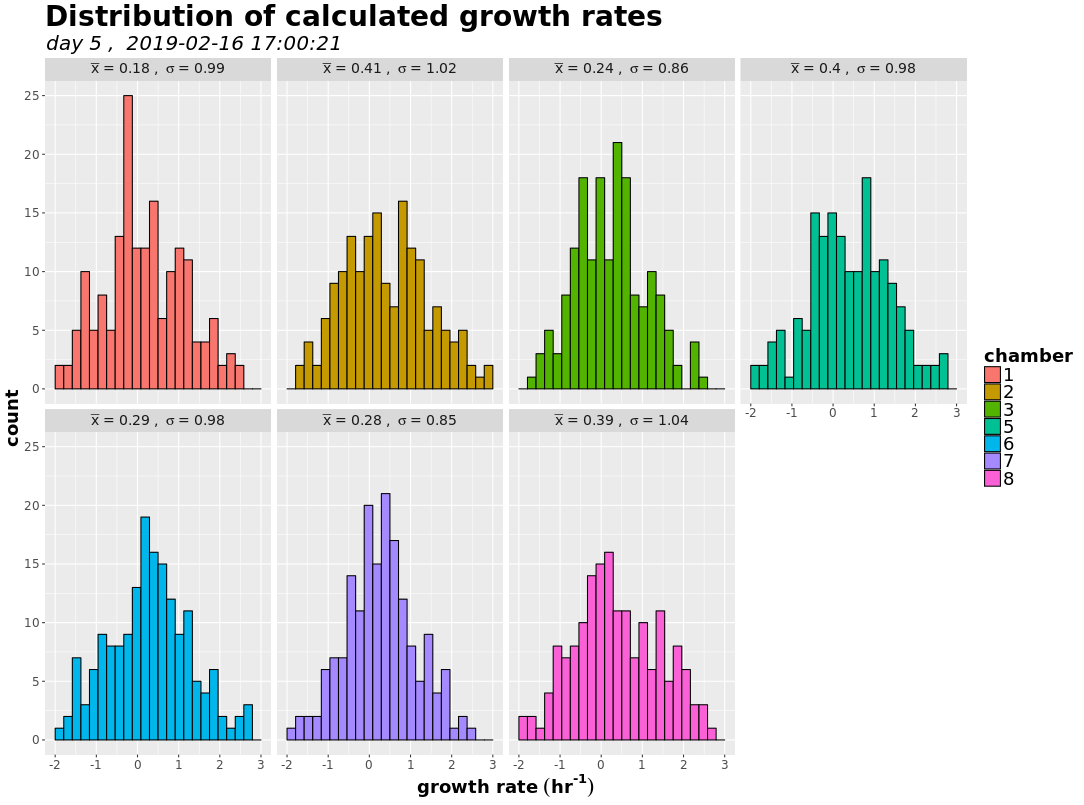 Distribution of calculated growth rates
day 5 ,  2019-02-16 17:00:21
x̅ = 0.18 ,  σ = 0.99
x̅ = 0.41 ,  σ = 1.02
x̅ = 0.24 ,  σ = 0.86
x̅ = 0.4 ,  σ = 0.98
25
20
15
10
5
0
-2 -1 0 1 2 3
x̅ = 0.29 ,  σ = 0.98
x̅ = 0.28 ,  σ = 0.85
x̅ = 0.39 ,  σ = 1.04
25
20
15
10
5
0
-2 -1 0 1 2 3
-2 -1 0 1 2 3
-2 -1 0 1 2 3
count
growth rate (hr⁻¹)
chamber
1
2
3
5
6
7
8